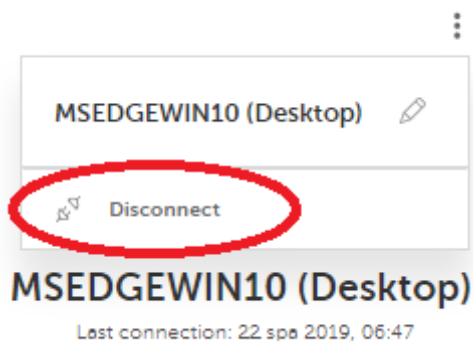 MSEDGEWIN10 (Desktop)
Disconnect
MSEDGEWIN10 (Desktop)
Last connection: 22 spa 2019, 06:47